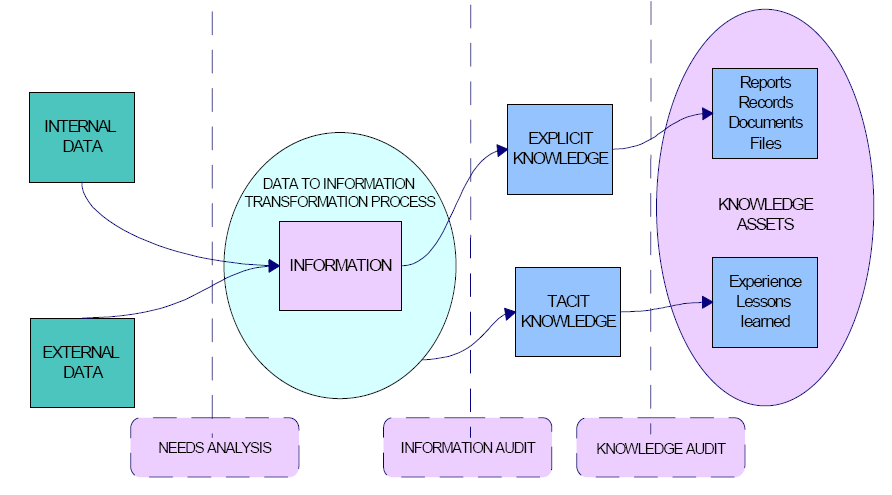 INTERNAL
DATA
EXTERNAL
DATA
DATA TO INFORMATION
TRANSFORMATION PROCESS
INFORMATION
EXPLICIT
KNOWLEDGE
TACIT
KNOWLEDGE
Reports
Records
Documents
Files
KNOWLEDGE
ASSETS
Experience
Lessons
learned
NEEDS ANALYSIS
INFORMATION AUDIT
KNOWLEDGE AUDIT